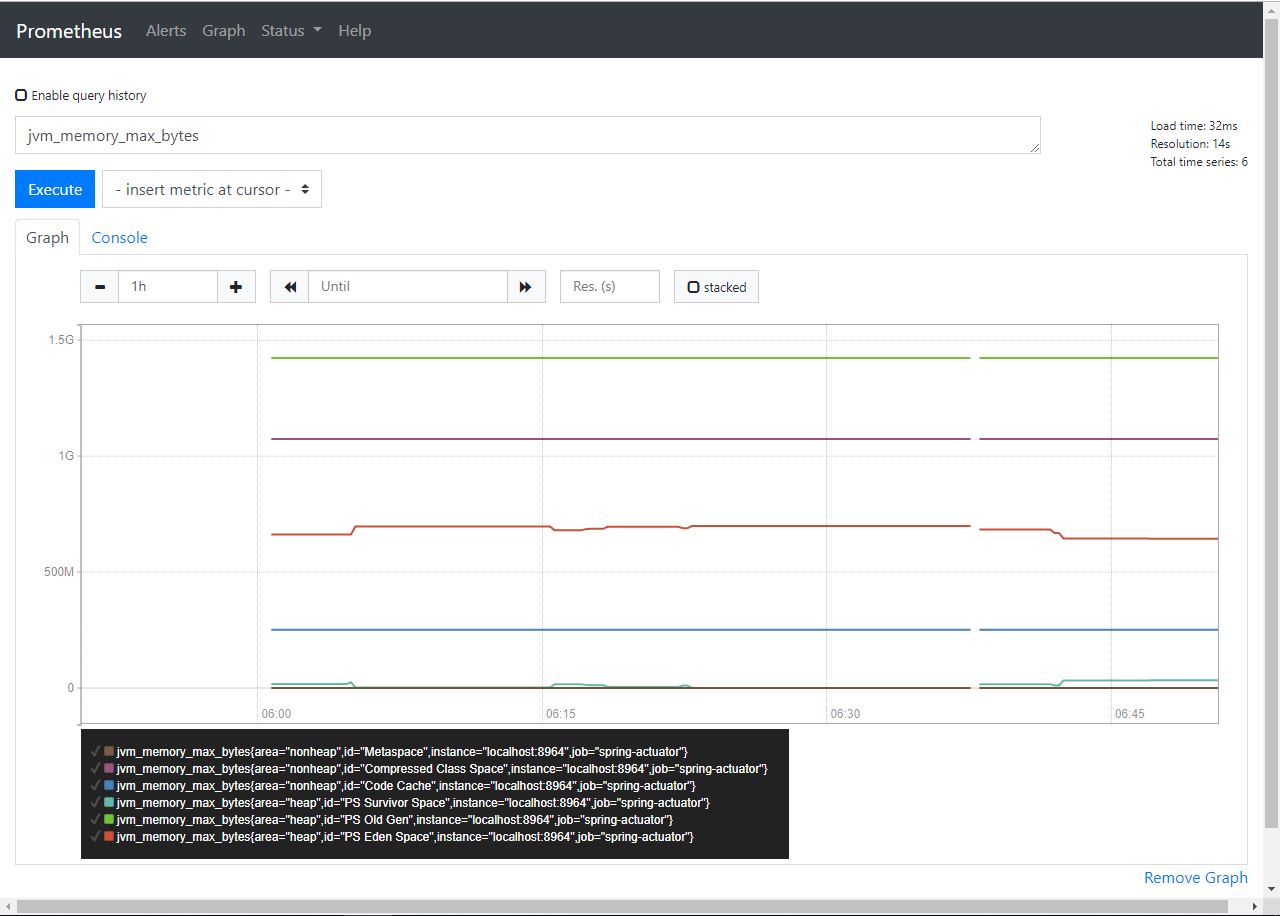 Prometheus Alerts Graph Status Help
Enable query history
jvm_memory_max_bytes
Load time: 32ms
Resolution: 14s
Total time series: 6
Execute - insert metric at cursor -
Graph Console
1h Until Res. (s) stacked
1.5G
1G
500M
0
06:00 06:15 06:30 06:45
jvm_memory_max_bytes{area="nonheap",id="Metaspace",instance="localhost:8964",job="spring-actuator"}
jvm_memory_max_bytes{area="nonheap",id="Compressed Class Space",instance="localhost:8964",job="spring-actuator"}
jvm_memory_max_bytes{area="nonheap",id="Code Cache",instance="localhost:8964",job="spring-actuator"}
jvm_memory_max_bytes{area="heap",id="PS Survivor Space",instance="localhost:8964",job="spring-actuator"}
jvm_memory_max_bytes{area="heap",id="PS Old Gen",instance="localhost:8964",job="spring-actuator"}
jvm_memory_max_bytes{area="heap",id="PS Eden Space",instance="localhost:8964",job="spring-actuator"}
Remove Graph